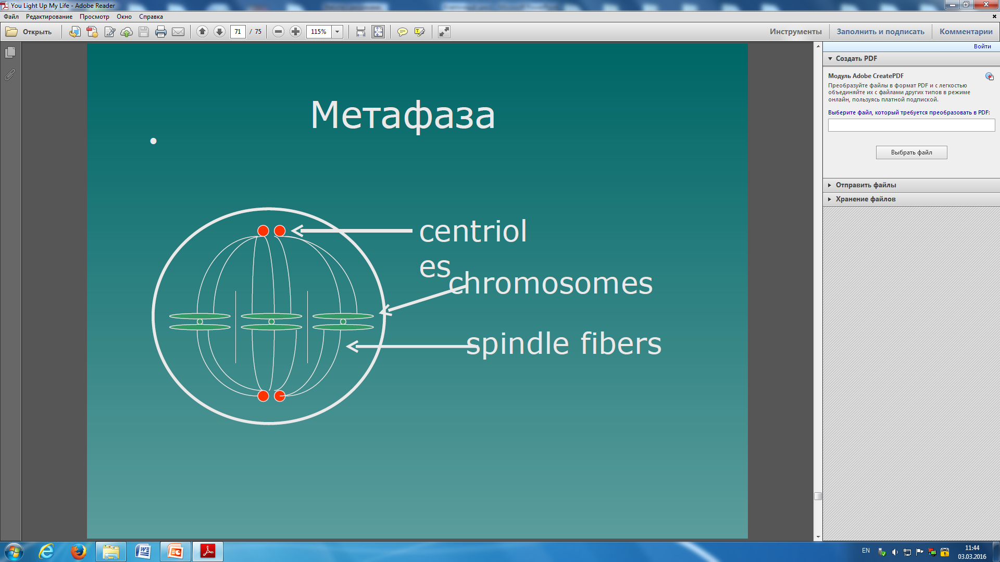 You Light Up My Life - Adobe Reader
Файл Редактирование Просмотр Окно Справка
Открыть 71 / 75 115% Инструменты Заполнить и подписать Комментарии
Войти
Создать PDF
Модуль Adobe CreatePDF
Преобразуйте файлы в формат PDF и с легкостью
объединяйте их с файлами других типов в режиме
онлайн, пользуясь платной подпиской.
Выберите файл, который требуется преобразовать в PDF:
Выбрать файл
Отправить файлы
Хранение файлов
Метафаза
•
centriol
es
chromosomes
spindle fibers
EN
11:44
03.03.2016